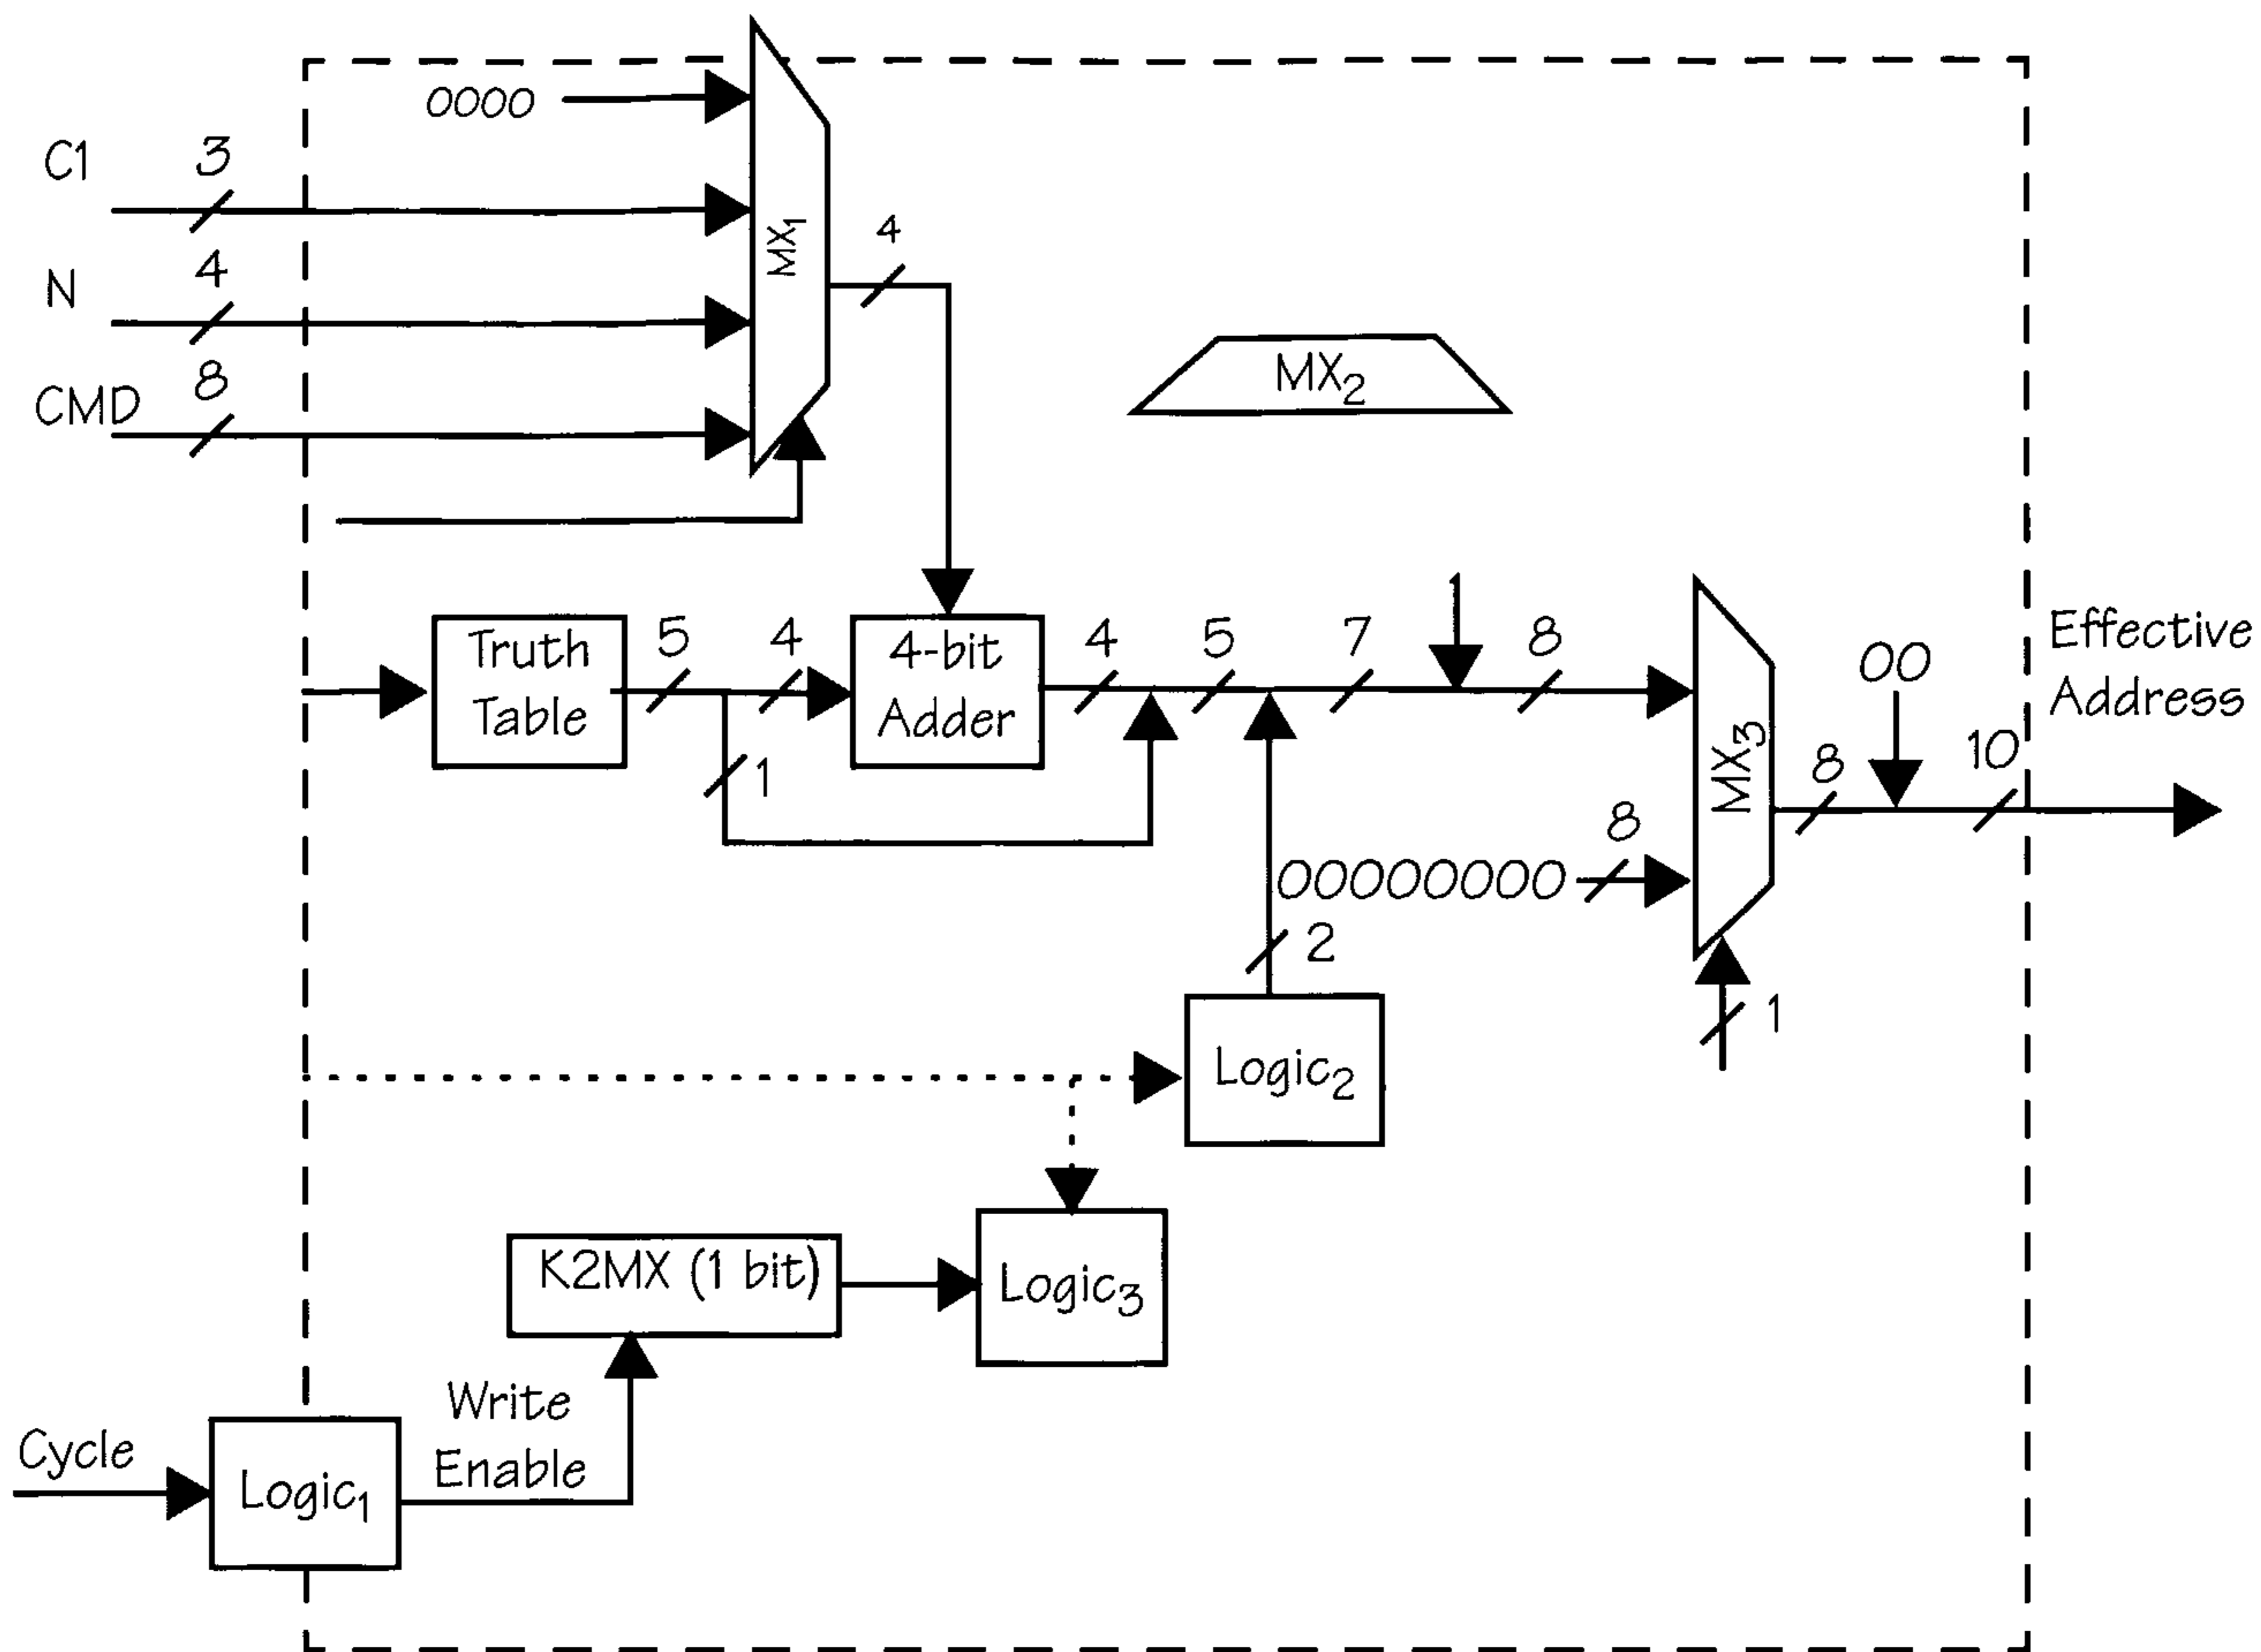 0000
C1
3
N
4
CMD
8
MX1
4
MX2
Truth
Table
5
4
1
4-bit
Adder
4
5
7
8
00000000
8
MX3
1
8
00
10
Effective
Address
2
Logic2
K2MX (1 bit)
Logic3
Write
Enable
Cycle
Logic1